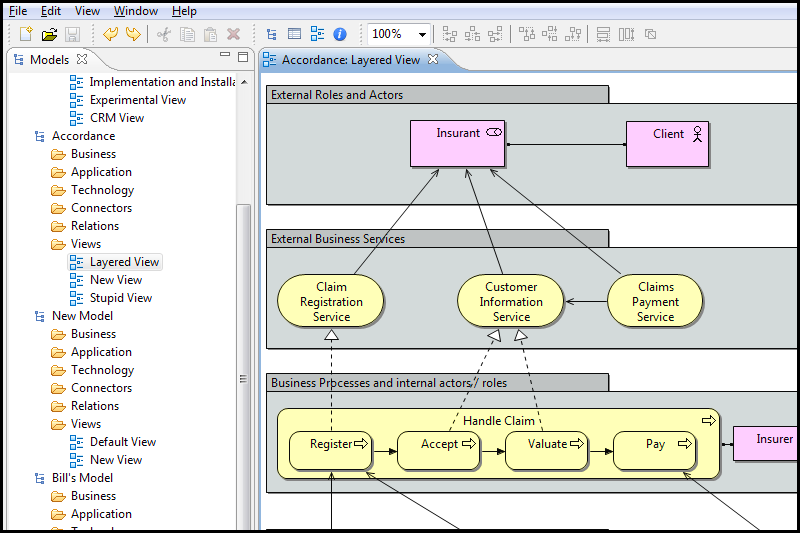 File Edit View Window Help
100%
Models
Implementation and Installa
Experimental View
CRM View
Accordance
Business
Application
Technology
Connectors
Relations
Views
Layered View
New View
Stupid View
New Model
Business
Application
Technology
Connectors
Relations
Views
Default View
New View
Bill's Model
Business
Application
Accordance: Layered View
External Roles and Actors
Insurant
Client
External Business Services
Claim
Registration
Service
Customer
Information
Service
Claims
Payment
Service
Business Processes and internal actors / roles
Handle Claim
Register
Accept
Valuate
Pay
Insurer